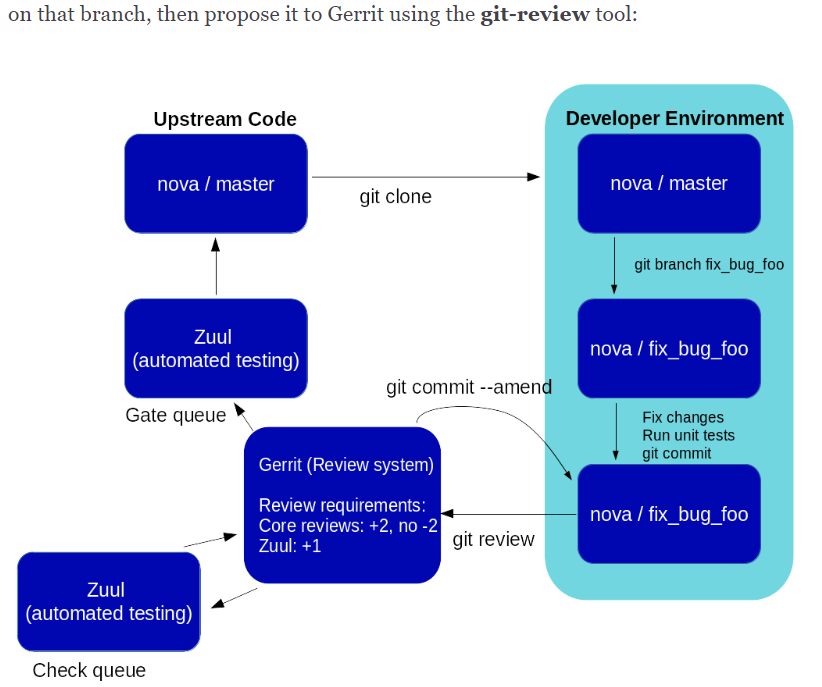 on that branch, then propose it to Gerrit using the git-review tool:
Upstream Code
Developer Environment
nova / master
git clone
nova / master
git branch fix_bug_foo
Zuul
(automated testing)
nova / fix_bug_foo
Gate queue
git commit --amend
Fix changes
Run unit tests
git commit
Gerrit (Review system)
Review requirements:
Core reviews: +2, no -2
Zuul: +1
git review
nova / fix_bug_foo
Zuul
(automated testing)
Check queue